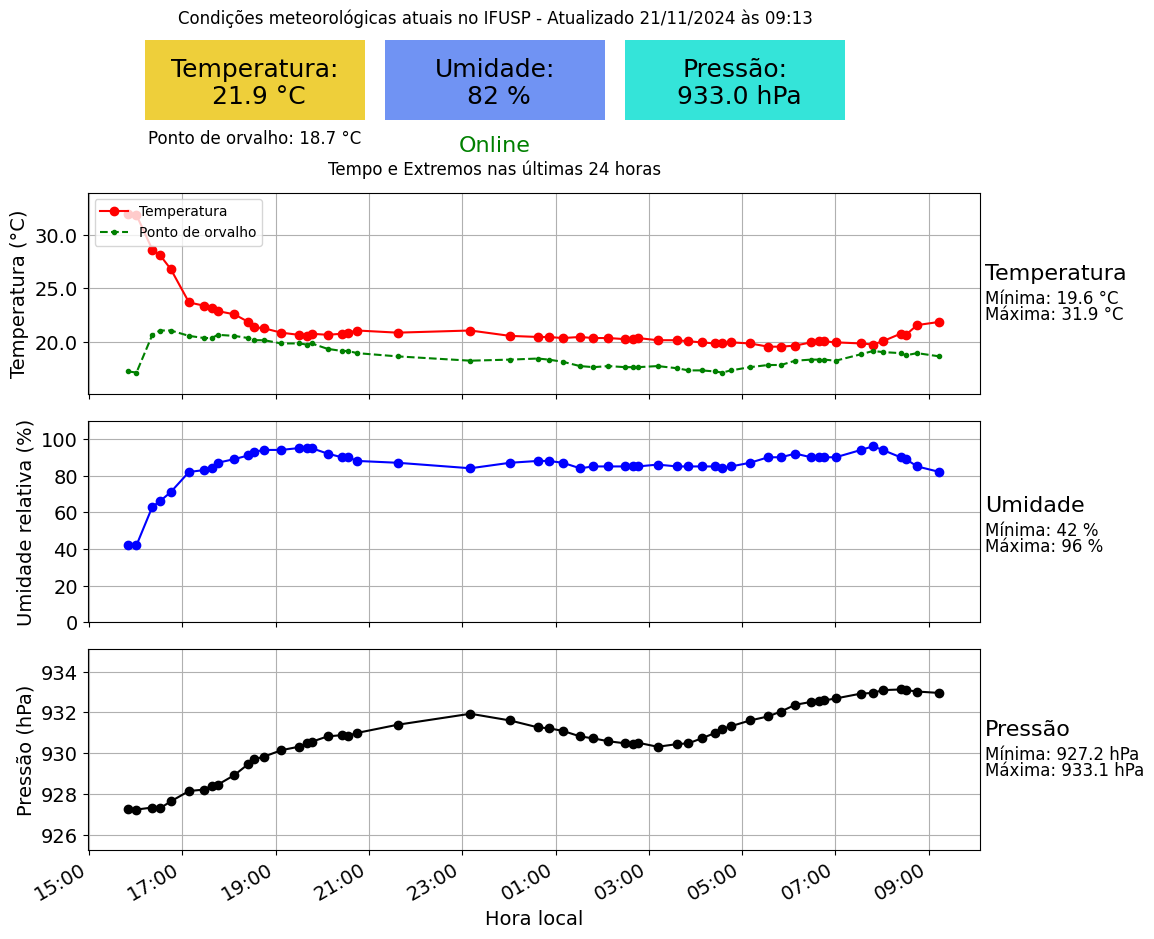 Condições meteorológicas atuais no IFUSP - Atualizado 21/11/2024 às 09:13
Temperatura:
21.9 °C
Umidade:
82 %
Pressão:
933.0 hPa
Ponto de orvalho: 18.7 °C
Online
Tempo e Extremos nas últimas 24 horas
Temperatura (°C)
30.0
25.0
20.0
Temperatura
Ponto de orvalho
Temperatura
Mínima: 19.6 °C
Máxima: 31.9 °C
Umidade relativa (%)
100
80
60
40
20
0
Umidade
Mínima: 42 %
Máxima: 96 %
Pressão (hPa)
934
932
930
928
926
Pressão
Mínima: 927.2 hPa
Máxima: 933.1 hPa
15:00
17:00
19:00
21:00
23:00
01:00
03:00
05:00
07:00
09:00
Hora local